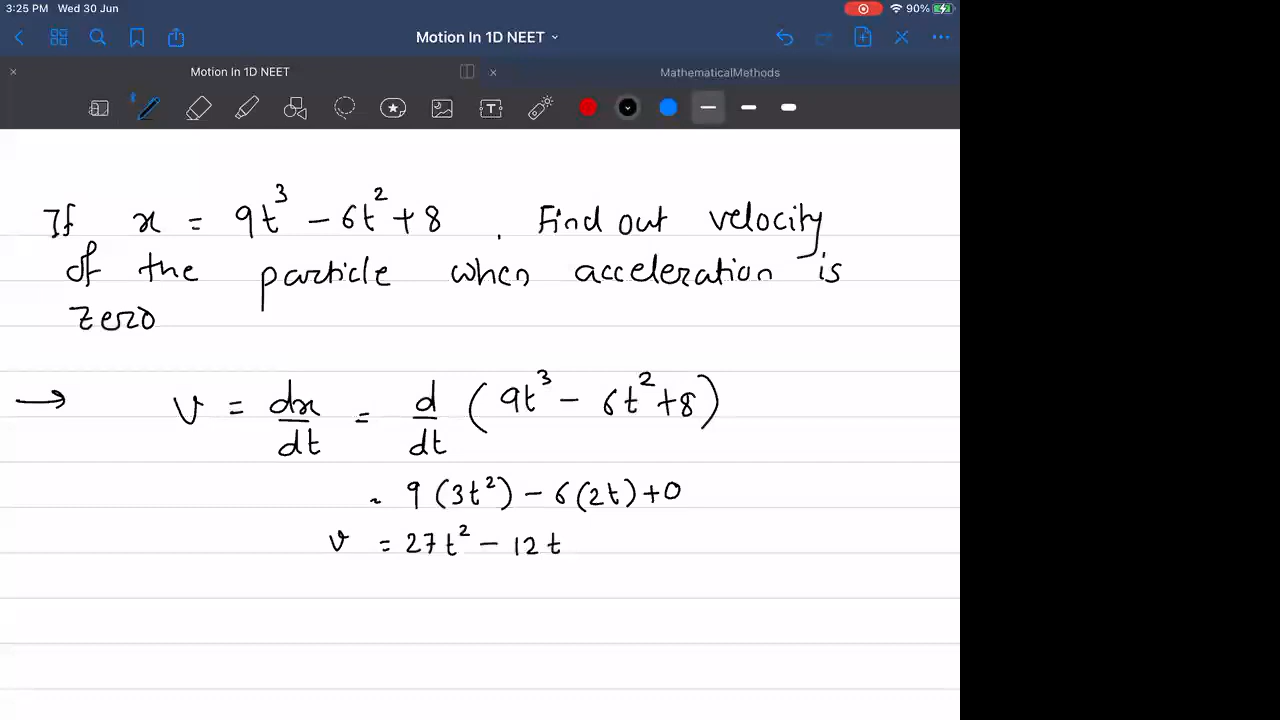 3:25 PM Wed 30 Jun 90%
Motion In 1D NEET
Motion In 1D NEET MathematicalMethods
If x = 9t³ – 6t² + 8 . Find out velocity
of the particle when acceleration is
zero
→ v = dx/dt = d/dt (9t³ – 6t² + 8)
= 9(3t²) – 6(2t) + 0
v = 27t² – 12t